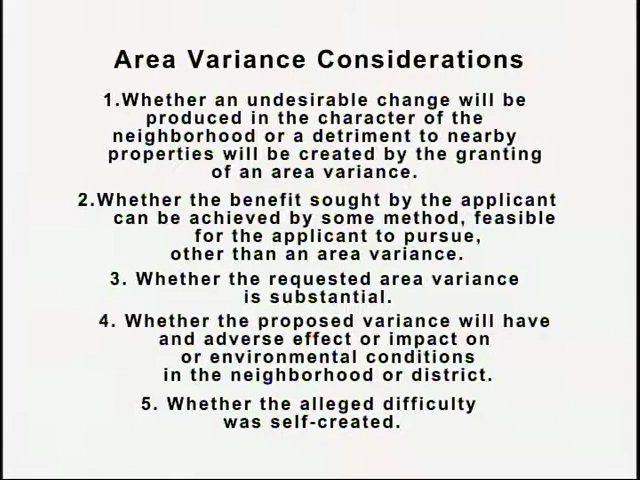 Area Variance Considerations
1.Whether an undesirable change will be
produced in the character of the
neighborhood or a detriment to nearby
properties will be created by the granting
of an area variance.
2.Whether the benefit sought by the applicant
can be achieved by some method, feasible
for the applicant to pursue,
other than an area variance.
3. Whether the requested area variance
is substantial.
4. Whether the proposed variance will have
and adverse effect or impact on
or environmental conditions
in the neighborhood or district.
5. Whether the alleged difficulty
was self-created.